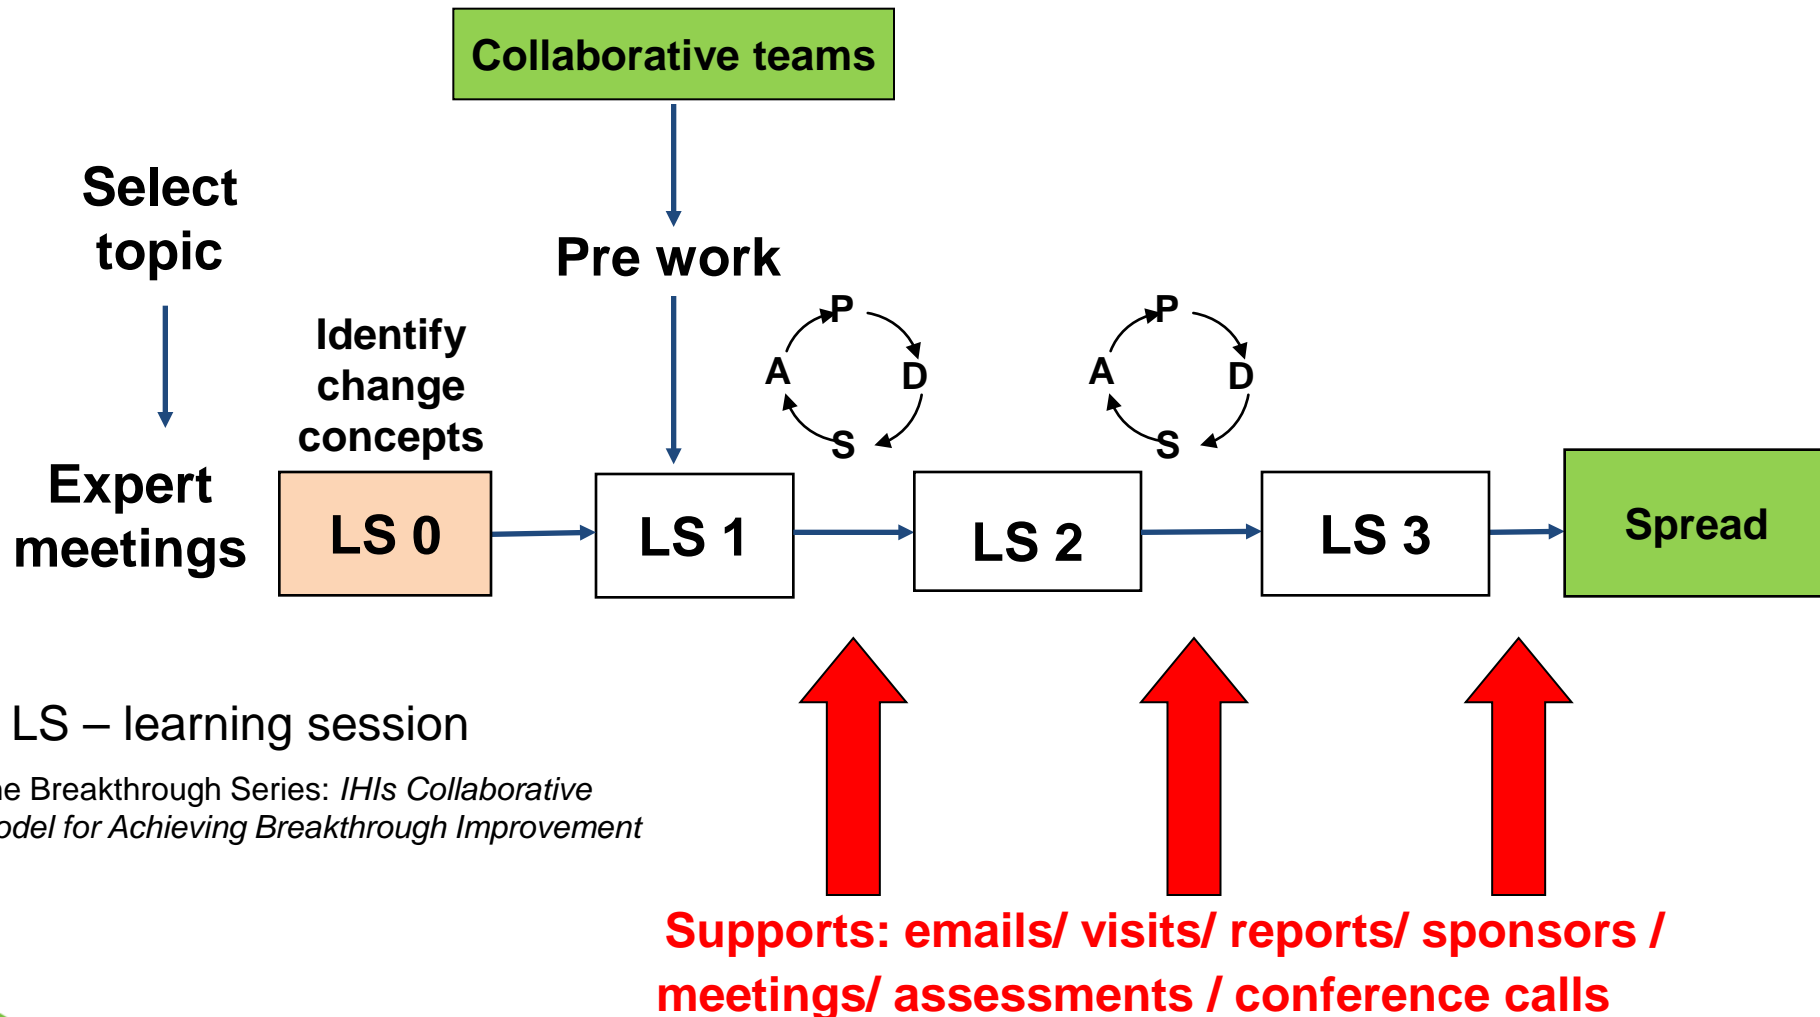 Collaborative teams
Select
topic
Pre work
Identify
change
concepts
P
A
D
S
P
A
D
S
Expert
meetings
LS 0
LS 1
LS 2
LS 3
Spread
LS – learning session
Breakthrough Series: IHIs Collaborative
for Achieving Breakthrough Improvement
Supports: emails/ visits/ reports/ sponsors /
meetings/ assessments / conference calls